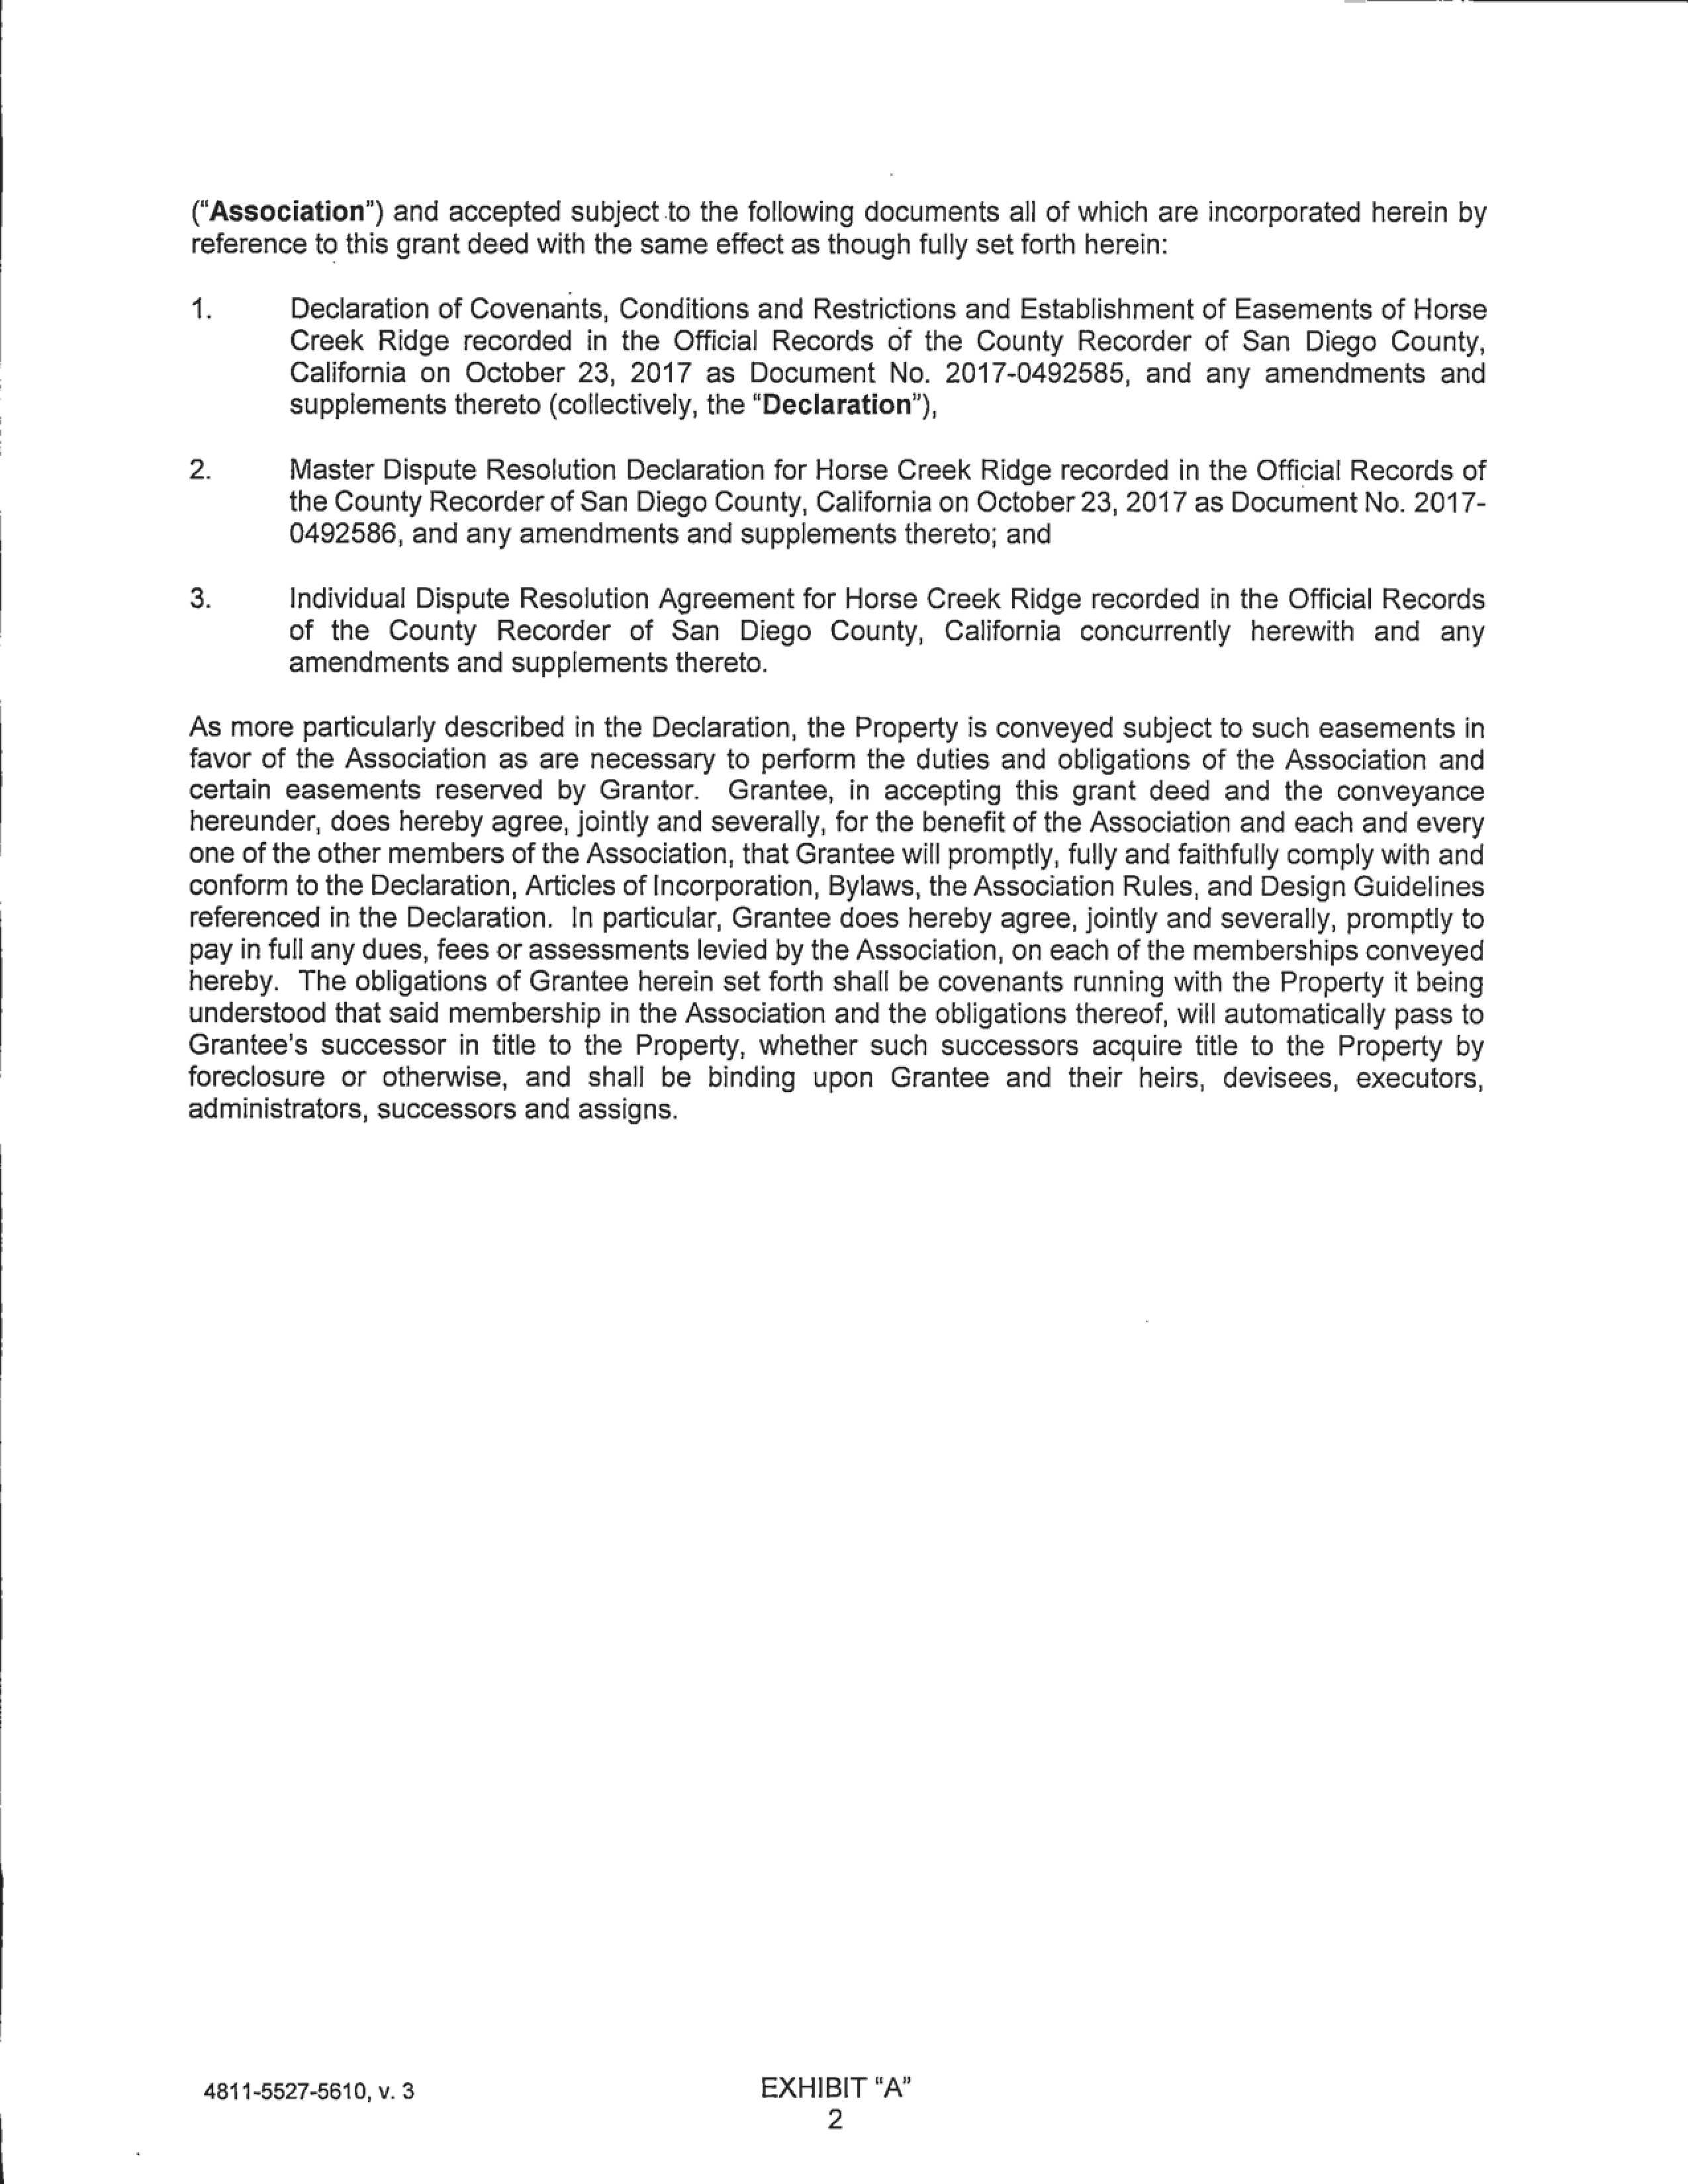 ("Association") and accepted subject to the following documents all of which are incorporated herein by
reference to this grant deed with the same effect as though fully set forth herein:
1. Declaration of Covenants, Conditions and Restrictions and Establishment of Easements of Horse
Creek Ridge recorded in the Official Records of the County Recorder of San Diego County,
California on October 23, 2017 as Document No. 2017-0492585, and any amendments and
supplements thereto (collectively, the "Declaration"),
2. Master Dispute Resolution Declaration for Horse Creek Ridge recorded in the Official Records of
the County Recorder of San Diego County, California on October 23, 2017 as Document No. 2017-
0492586, and any amendments and supplements thereto; and
3. Individual Dispute Resolution Agreement for Horse Creek Ridge recorded in the Official Records
of the County Recorder of San Diego County, California concurrently herewith and any
amendments and supplements thereto.
As more particularly described in the Declaration, the Property is conveyed subject to such easements in
favor of the Association as are necessary to perform the duties and obligations of the Association and
certain easements reserved by Grantor. Grantee, in accepting this grant deed and the conveyance
hereunder, does hereby agree, jointly and severally, for the benefit of the Association and each and every
one of the other members of the Association, that Grantee will promptly, fully and faithfully comply with and
conform to the Declaration, Articles of Incorporation, Bylaws, the Association Rules, and Design Guidelines
referenced in the Declaration. In particular, Grantee does hereby agree, jointly and severally, promptly to
pay in full any dues, fees or assessments levied by the Association, on each of the memberships conveyed
hereby. The obligations of Grantee herein set forth shall be covenants running with the Property it being
understood that said membership in the Association and the obligations thereof, will automatically pass to
Grantee's successor in title to the Property, whether such successors acquire title to the Property by
foreclosure or otherwise, and shall be binding upon Grantee and their heirs, devisees, executors,
administrators, successors and assigns.
4811-5527-5610, v. 3 EXHIBIT "A"
2